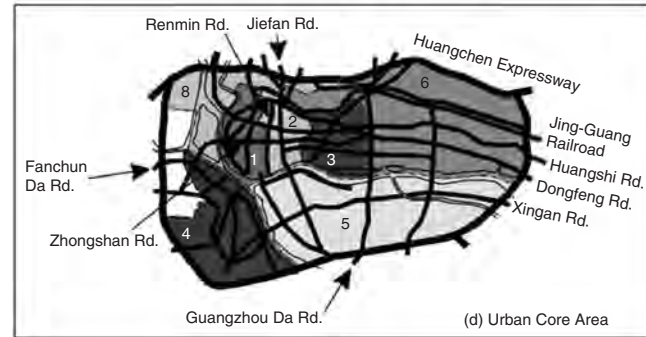 Renmin Rd.
Jiefan Rd.
Huangchen Expressway
8
6
2
Jing-Guang
Railroad
Fanchun
Da Rd.
1
3
Huangshi Rd.
Dongfeng Rd.
Xingan Rd.
Zhongshan Rd.
4
5
Guangzhou Da Rd.
(d) Urban Core Area